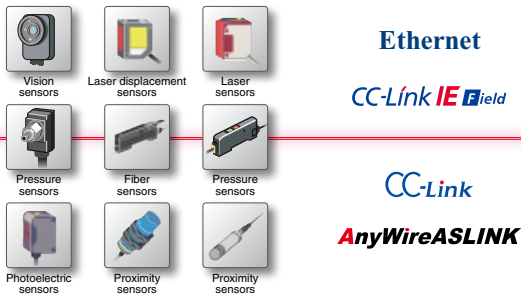 Vision
sensors
Laser displacement
sensors
Laser
sensors
Pressure
sensors
Fiber
sensors
Pressure
sensors
Photoelectric
sensors
Proximity
sensors
Proximity
sensors
Ethernet
CC-Link IE Field
CC-Link
AnyWireASLINK